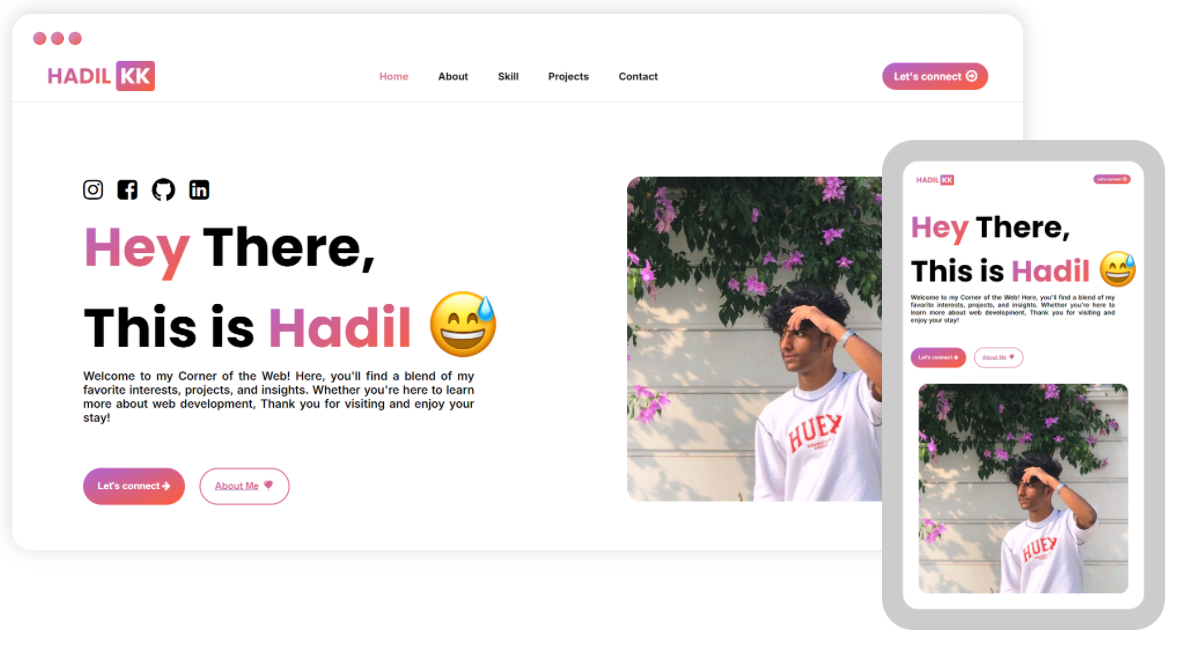 HADIL KK
Home About Skill Projects Contact
Let's connect
Hey There,
This is Hadil 😅
Welcome to my Corner of the Web! Here, you'll find a blend of my
favorite interests, projects, and insights. Whether you're here to learn
more about web development, Thank you for visiting and enjoy your
stay!
Let's connect
About Me
HUEY
HADIL KK
Let's connect
Hey There,
This is Hadil 😅
Welcome to my Corner of the Web! Here, you'll find a blend of my
favorite interests, projects, and insights. Whether you're here to
learn more about web development, Thank you for visiting and
enjoy your stay!
Let's connect
About Me
HUEY